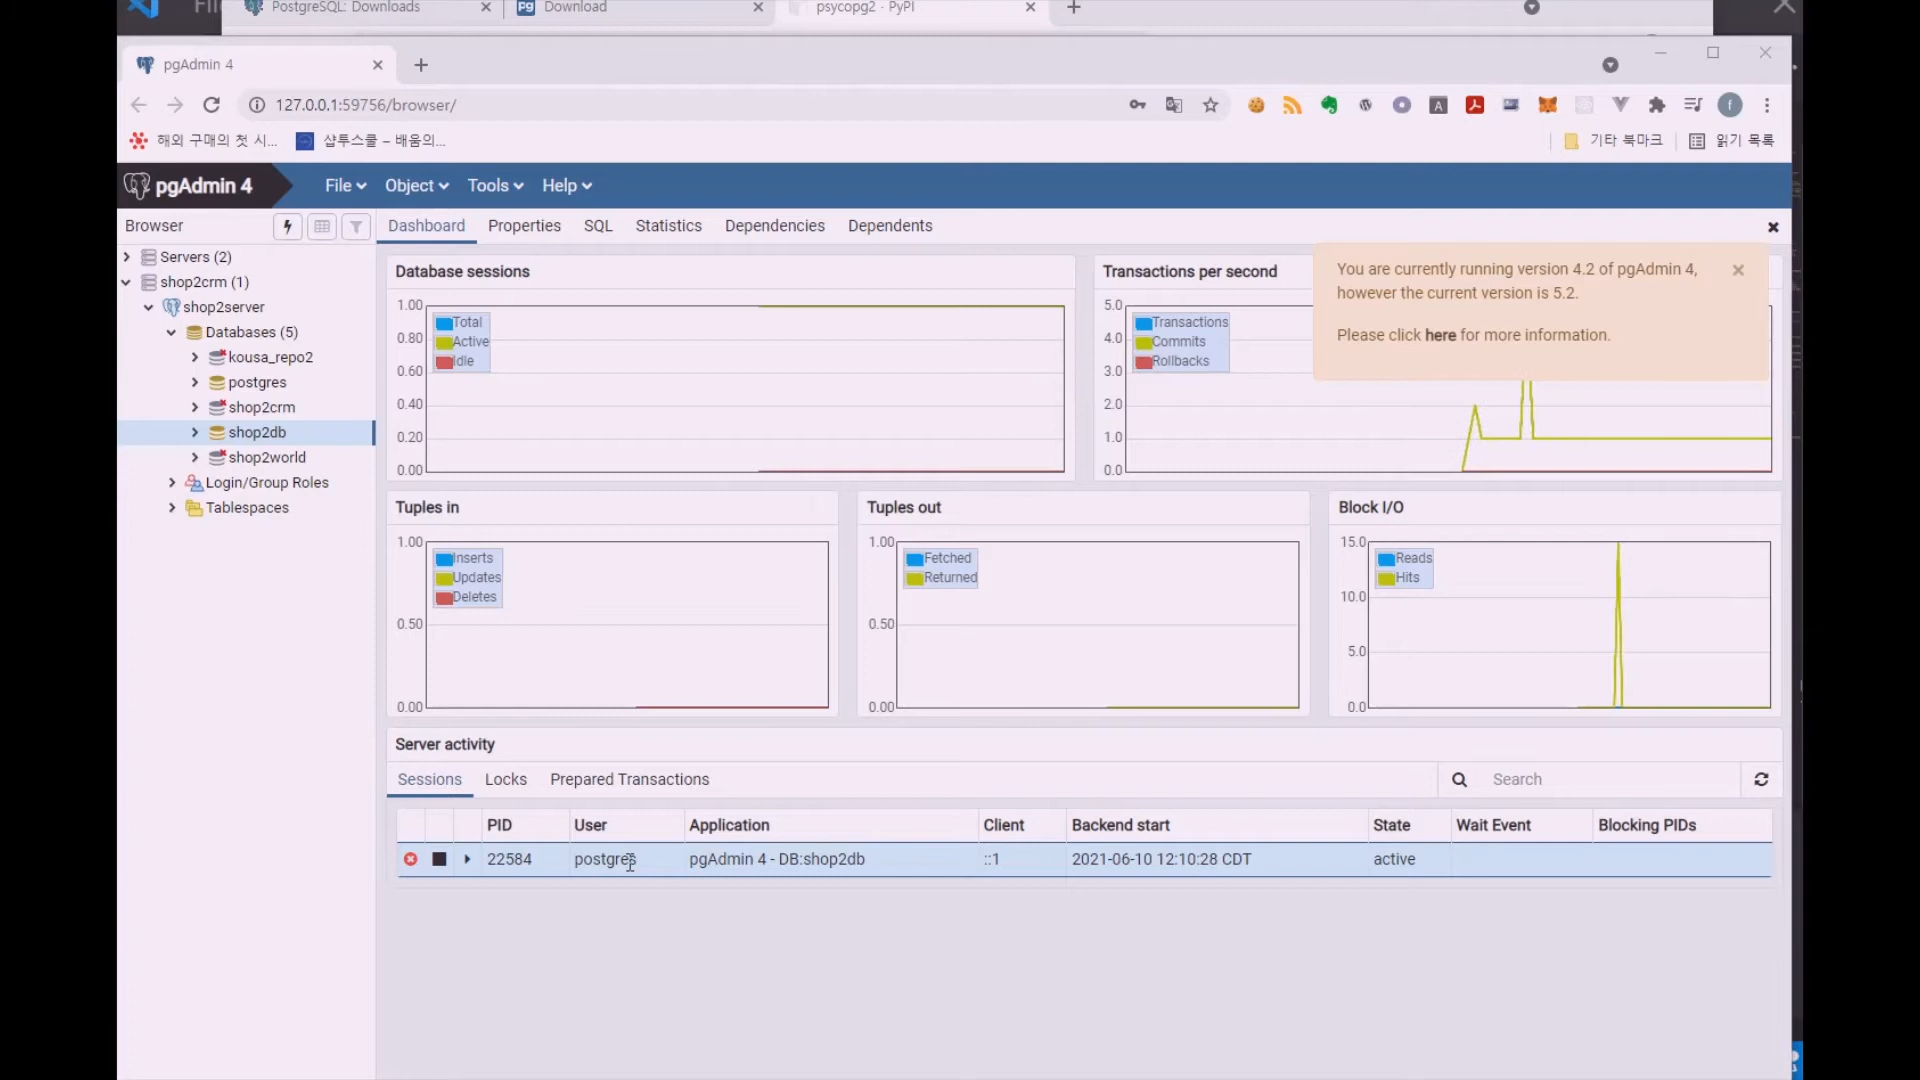 PostgreSQL: Downloads
Download
psycopg2 · PyPI
pgAdmin 4
127.0.0.1:59756/browser/
해외 구매의 첫 시...
샵투스쿨 – 배움의...
기타 북마크
읽기 목록
pgAdmin 4
File
Object
Tools
Help
Browser
Dashboard
Properties
SQL
Statistics
Dependencies
Dependents
Servers (2)
shop2crm (1)
shop2server
Databases (5)
kousa_repo2
postgres
shop2crm
shop2db
shop2world
Login/Group Roles
Tablespaces
Database sessions
1.00
0.80
0.60
0.40
0.20
0.00
Total
Active
Idle
Transactions per second
5.0
4.0
3.0
2.0
1.0
0.0
Transactions
Commits
Rollbacks
You are currently running version 4.2 of pgAdmin 4,
however the current version is 5.2.
Please click here for more information.
Tuples in
1.00
0.50
0.00
Inserts
Updates
Deletes
Tuples out
1.00
0.50
0.00
Fetched
Returned
Block I/O
15.0
10.0
5.0
0.0
Reads
Hits
Server activity
Sessions
Locks
Prepared Transactions
Search
PID
User
Application
Client
Backend start
State
Wait Event
Blocking PIDs
22584
postgres
pgAdmin 4 - DB:shop2db
::1
2021-06-10 12:10:28 CDT
active